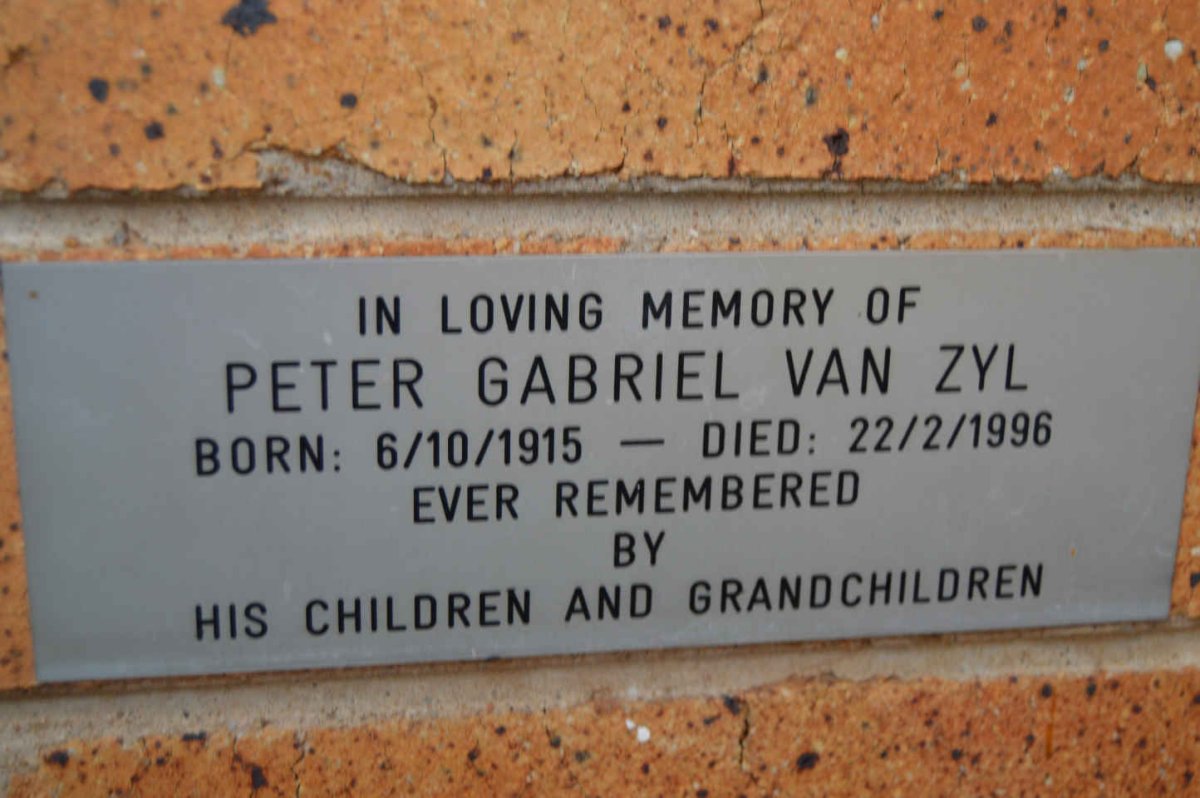 IN LOVING MEMORY OF
PETER GABRIEL VAN ZYL
BORN: 6/10/1915 — DIED: 22/2/1996
EVER REMEMBERED
BY
HIS CHILDREN AND GRANDCHILDREN